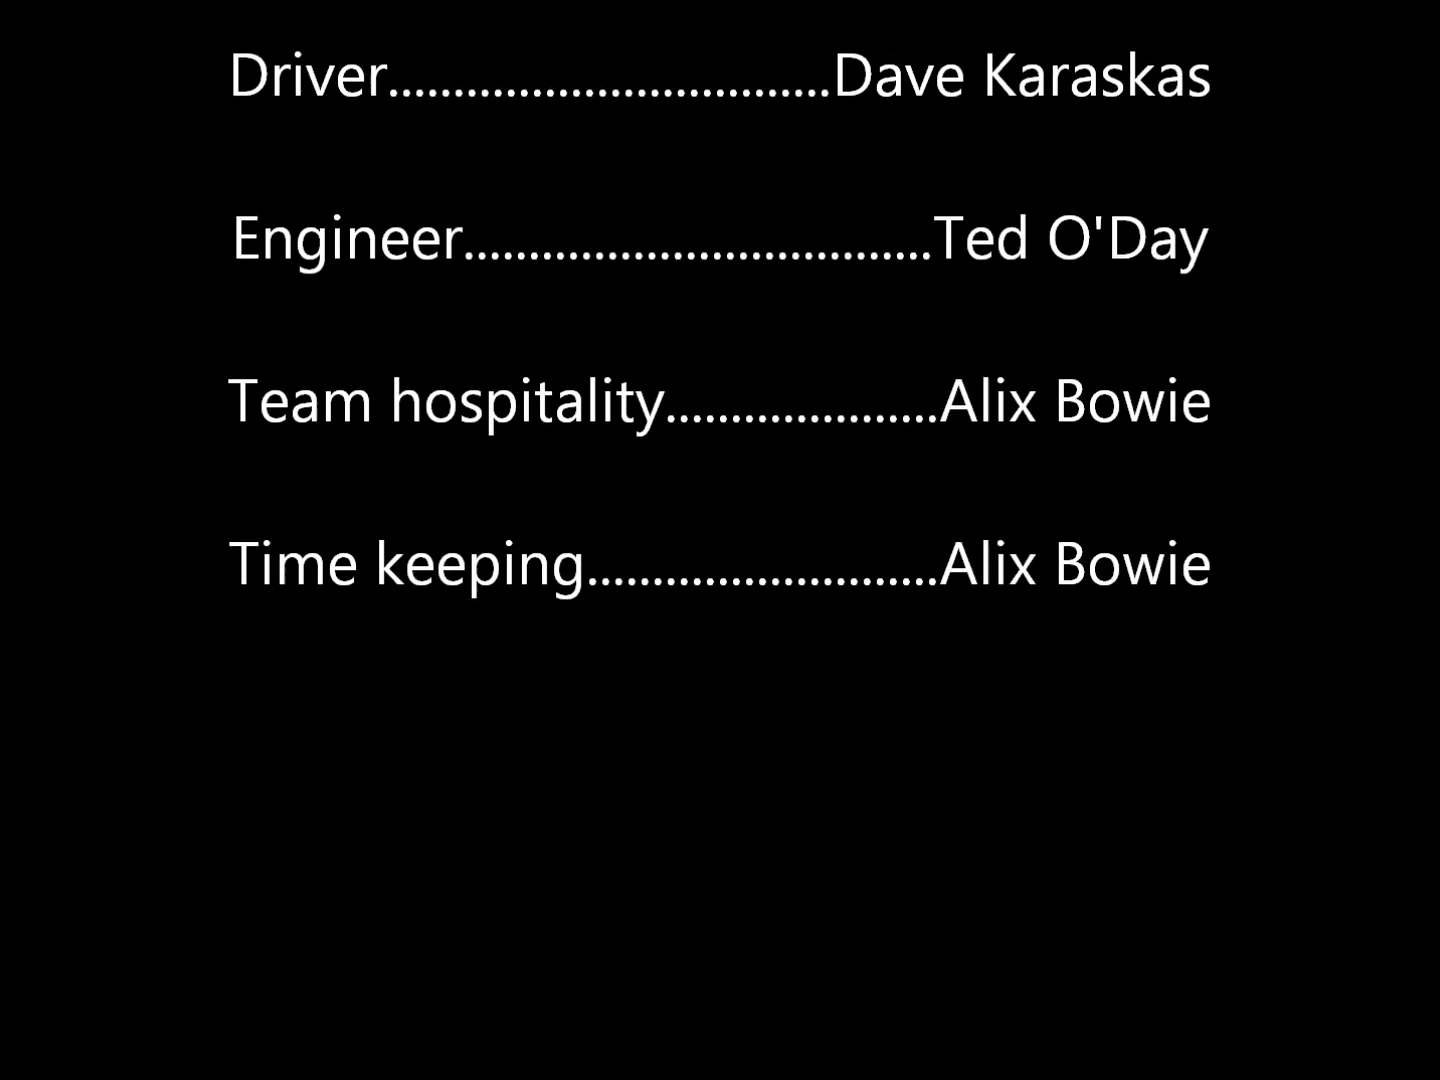 Driver..................................Dave Karaskas
Engineer....................................Ted O'Day
Team hospitality.....................Alix Bowie
Time keeping...........................Alix Bowie